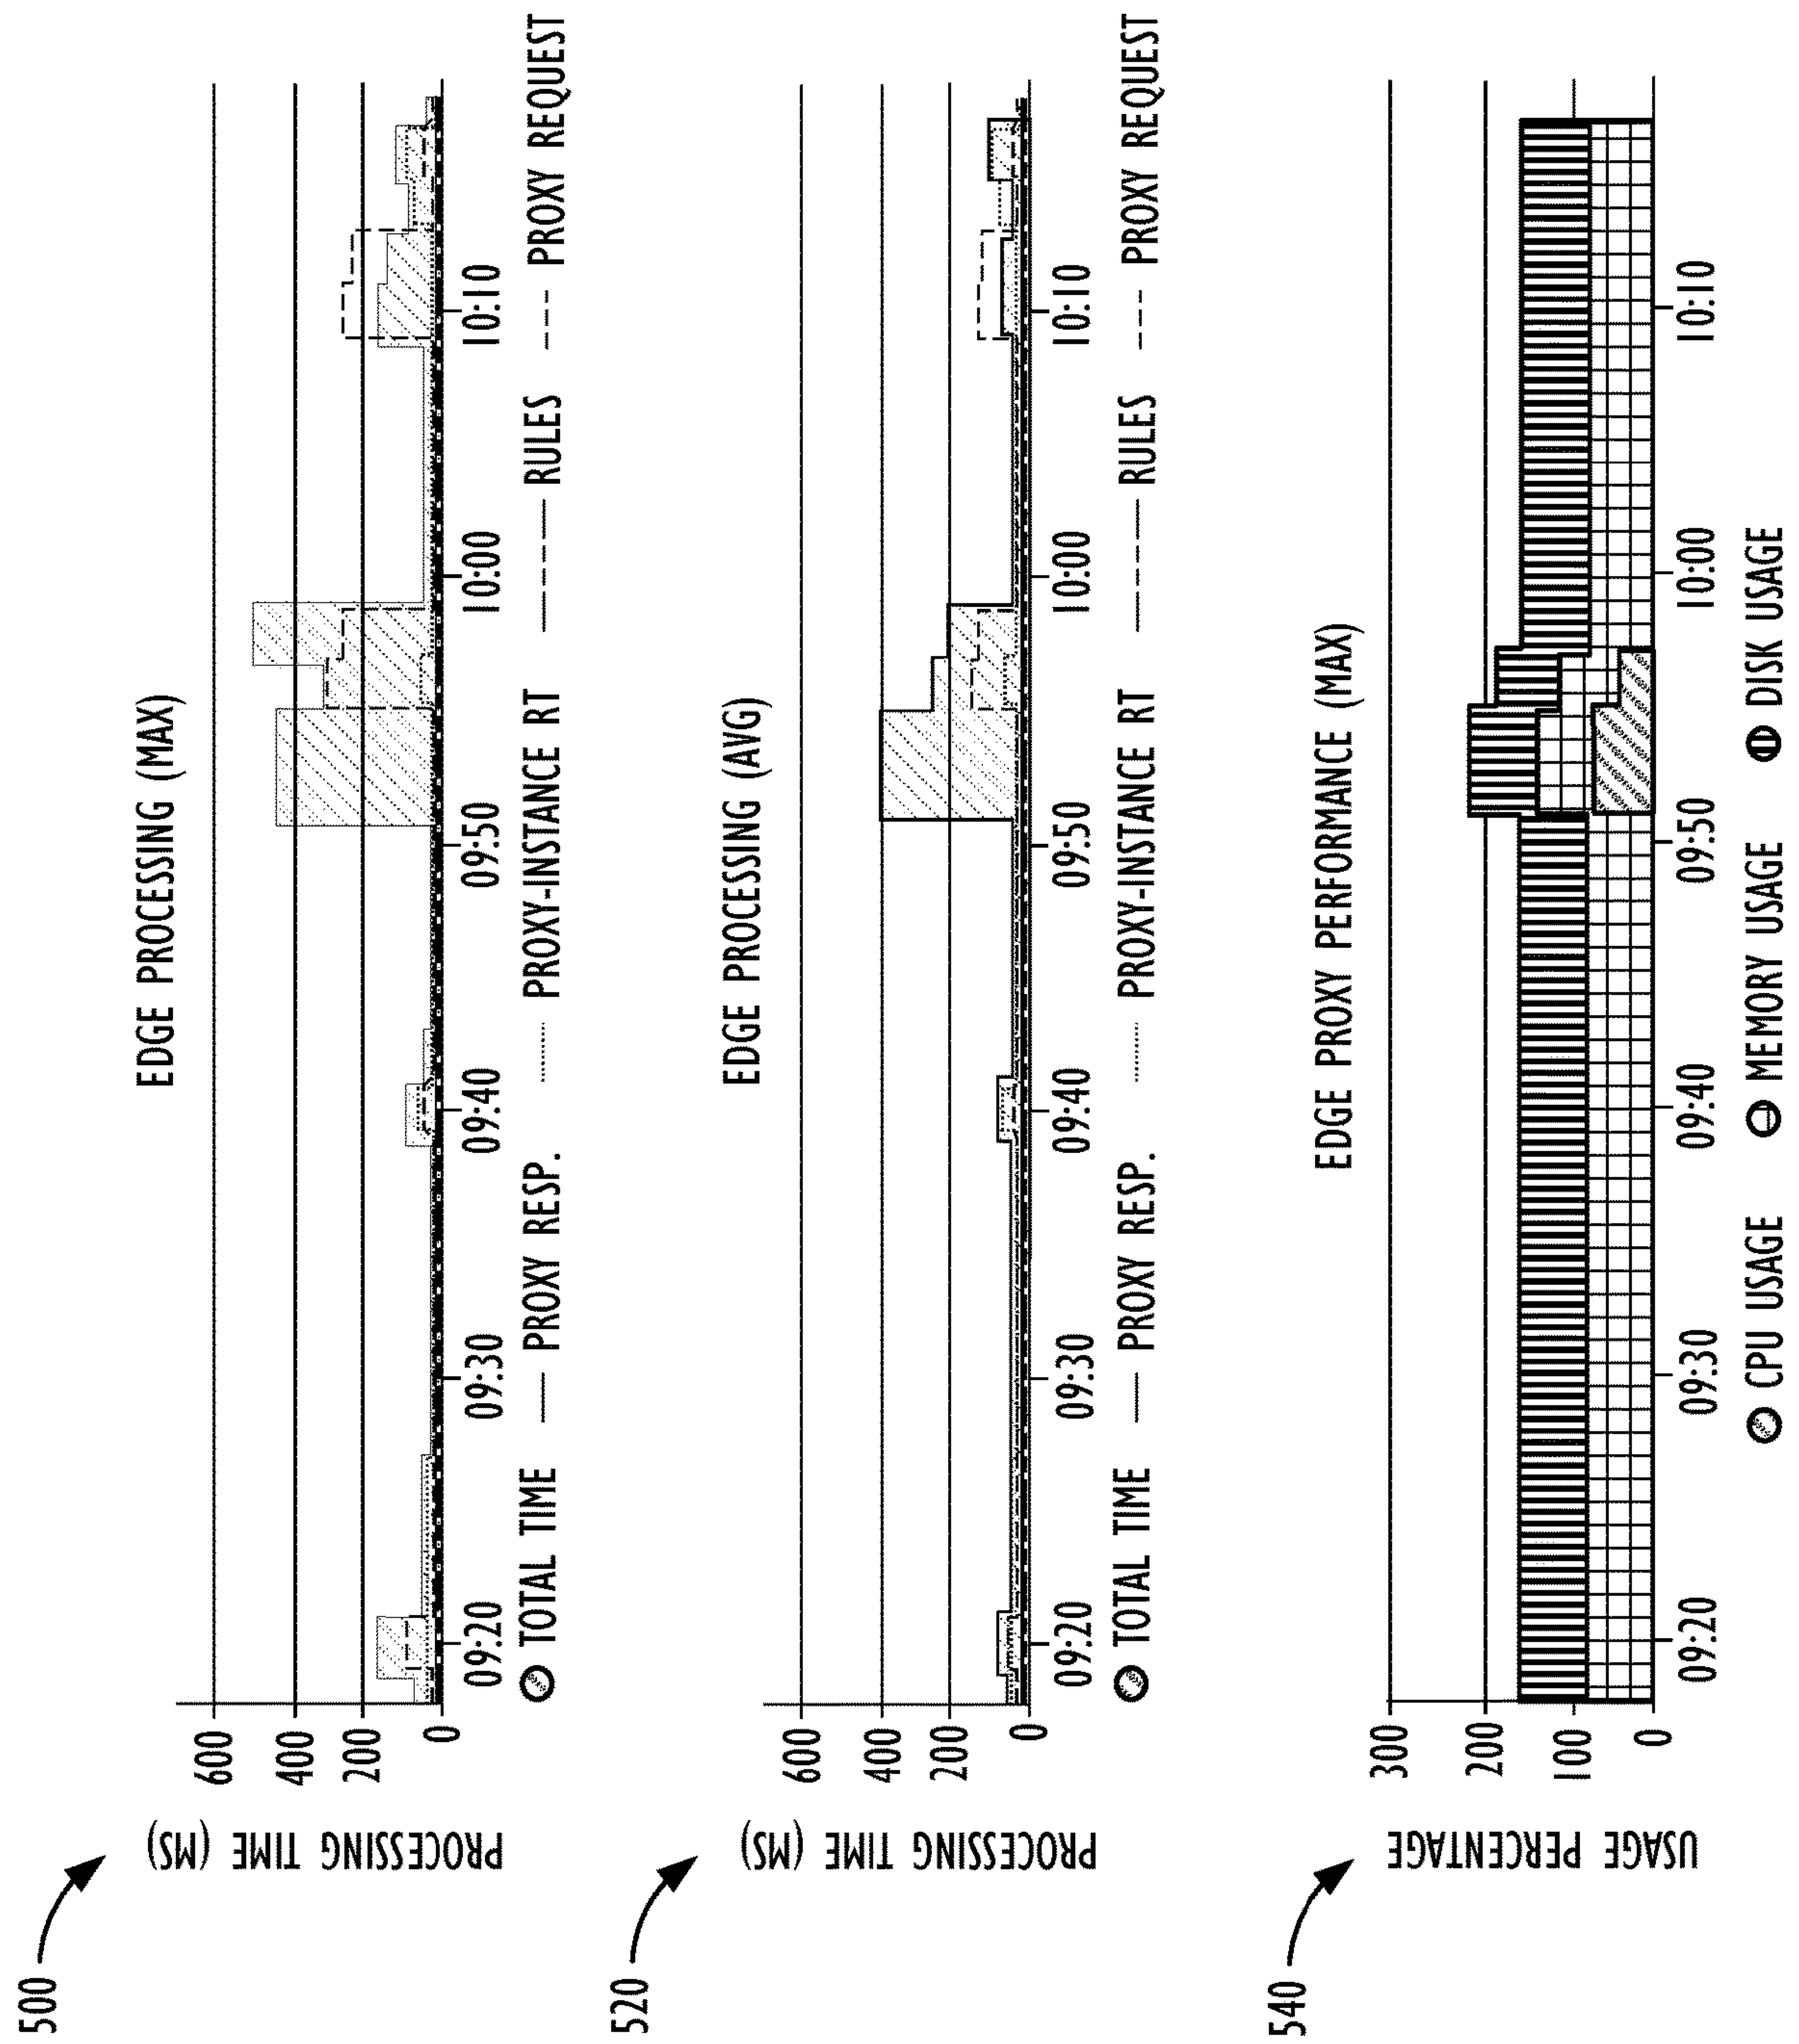 500
EDGE PROCESSING (MAX)
PROCESSING TIME (MS)
600
400
200
0
09:20 09:30 09:40 09:50 10:00 10:10
TOTAL TIME PROXY RESP. PROXY-INSTANCE RT RULES PROXY REQUEST
520
EDGE PROCESSING (AVG)
PROCESSING TIME (MS)
600
400
200
0
09:20 09:30 09:40 09:50 10:00 10:10
TOTAL TIME PROXY RESP. PROXY-INSTANCE RT RULES PROXY REQUEST
540
EDGE PROXY PERFORMANCE (MAX)
USAGE PERCENTAGE
300
200
100
0
09:20 09:30 09:40 09:50 10:00 10:10
CPU USAGE MEMORY USAGE DISK USAGE